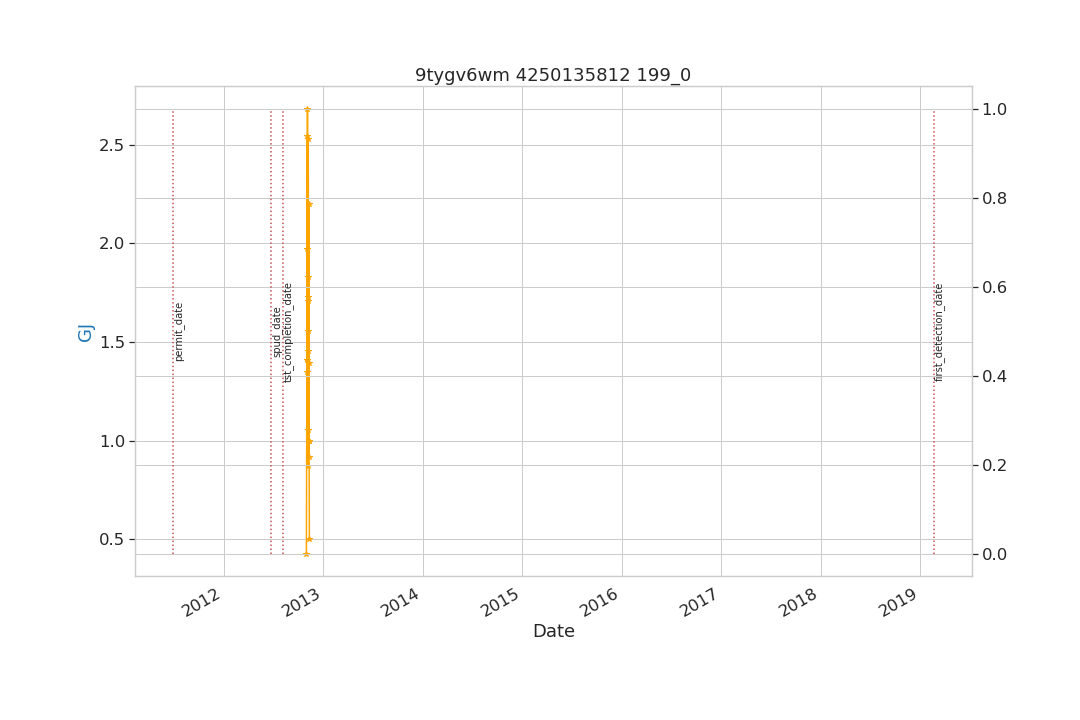 9tygv6wm 4250135812 199_0
GJ
2.5
2.0
1.5
1.0
0.5
1.0
0.8
0.6
0.4
0.2
0.0
permit_date
spud_date
tst_completion_date
first_detection_date
2012
2013
2014
2015
2016
2017
2018
2019
Date